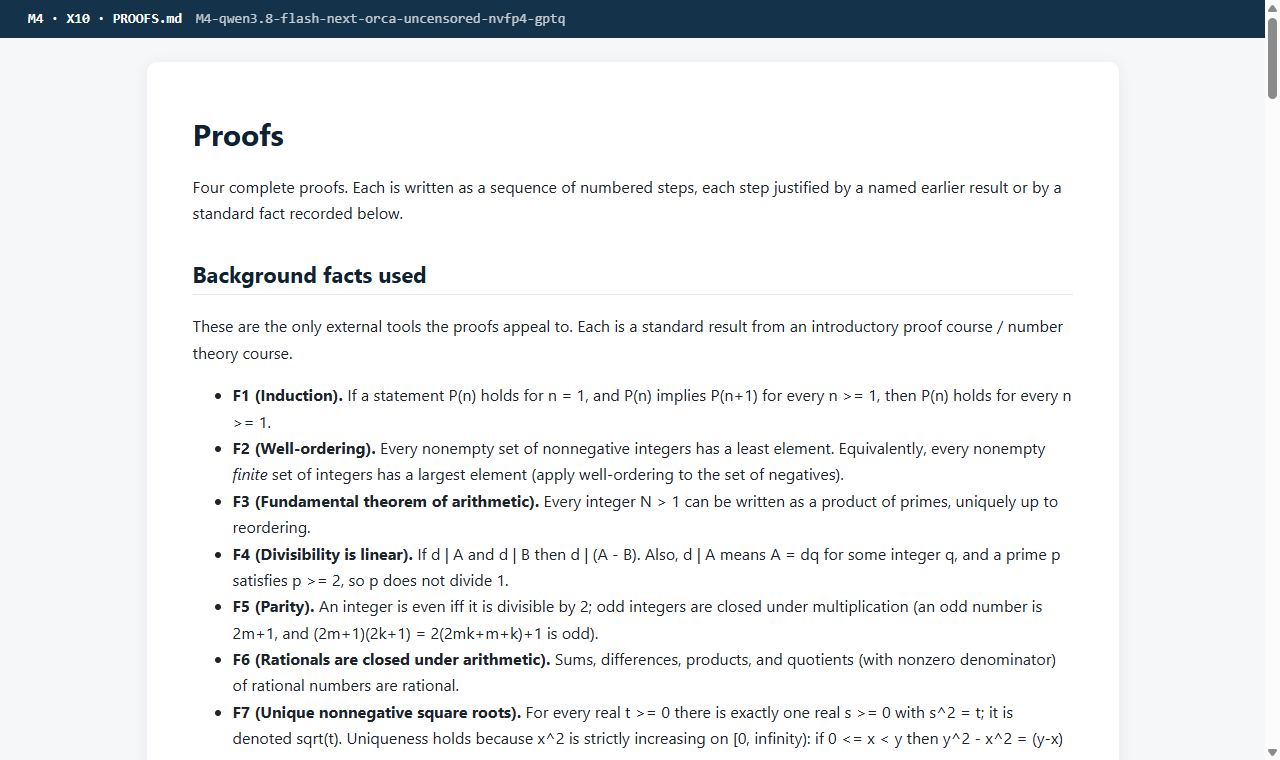 M4 • X10 • PROOFS.md M4-qwen3.8-flash-next-orca-uncensored-nvfp4-gptq
Proofs
Four complete proofs. Each is written as a sequence of numbered steps, each step justified by a named earlier result or by a
standard fact recorded below.
Background facts used
These are the only external tools the proofs appeal to. Each is a standard result from an introductory proof course / number
theory course.
• F1 (Induction). If a statement P(n) holds for n = 1, and P(n) implies P(n+1) for every n >= 1, then P(n) holds for every n
>= 1.
• F2 (Well-ordering). Every nonempty set of nonnegative integers has a least element. Equivalently, every nonempty
finite set of integers has a largest element (apply well-ordering to the set of negatives).
• F3 (Fundamental theorem of arithmetic). Every integer N > 1 can be written as a product of primes, uniquely up to
reordering.
• F4 (Divisibility is linear). If d | A and d | B then d | (A - B). Also, d | A means A = dq for some integer q, and a prime p
satisfies p >= 2, so p does not divide 1.
• F5 (Parity). An integer is even iff it is divisible by 2; odd integers are closed under multiplication (an odd number is
2m+1, and (2m+1)(2k+1) = 2(2mk+m+k)+1 is odd).
• F6 (Rationals are closed under arithmetic). Sums, differences, products, and quotients (with nonzero denominator)
of rational numbers are rational.
• F7 (Unique nonnegative square roots). For every real t >= 0 there is exactly one real s >= 0 with s^2 = t; it is
denoted sqrt(t). Uniqueness holds because x^2 is strictly increasing on [0, infinity): if 0 <= x < y then y^2 - x^2 = (y-x)